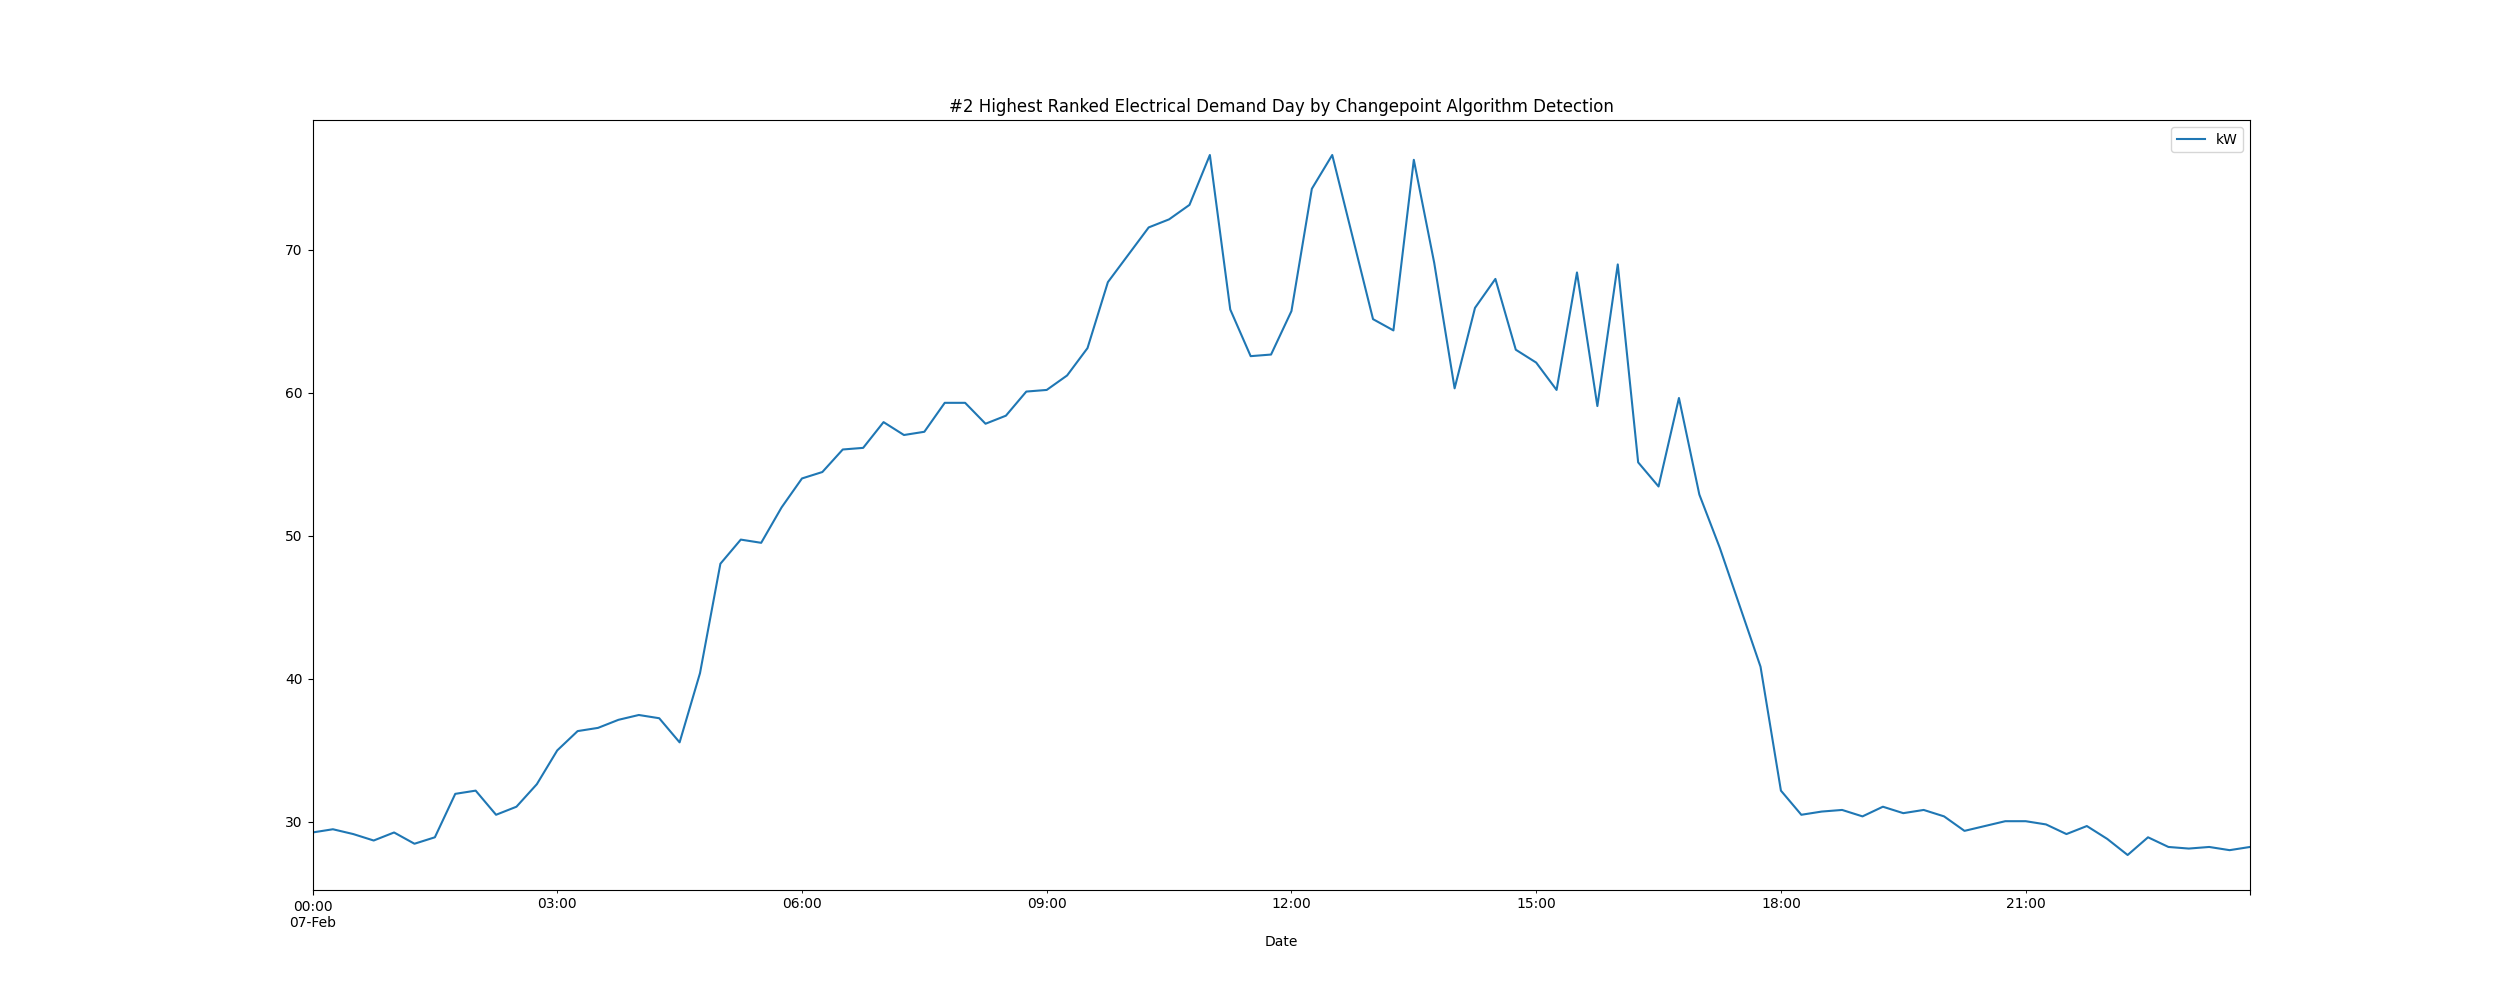 #2 Highest Ranked Electrical Demand Day by Changepoint Algorithm Detection
kW
70
60
50
40
30
00:00 03:00 06:00 09:00 12:00 15:00 18:00 21:00
07-Feb
Date